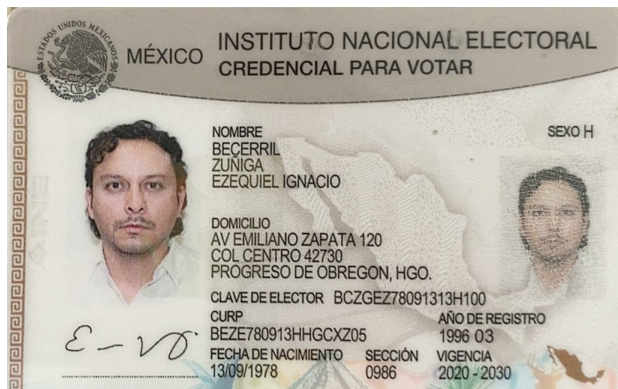 ESTADOS UNIDOS MEXICANOS
MÉXICO
INSTITUTO NACIONAL ELECTORAL
CREDENCIAL PARA VOTAR
NOMBRE
SEXO H
BECERRIL
ZUÑIGA
EZEQUIEL IGNACIO
DOMICILIO
AV EMILIANO ZAPATA 120
COL CENTRO 42730
PROGRESO DE OBREGON, HGO.
CLAVE DE ELECTOR BCZGEZ78091313H100
CURP
AÑO DE REGISTRO
BEZE780913HHGCXZ05
1996 03
FECHA DE NACIMIENTO
SECCIÓN
VIGENCIA
13/09/1978
0986
2020 - 2030